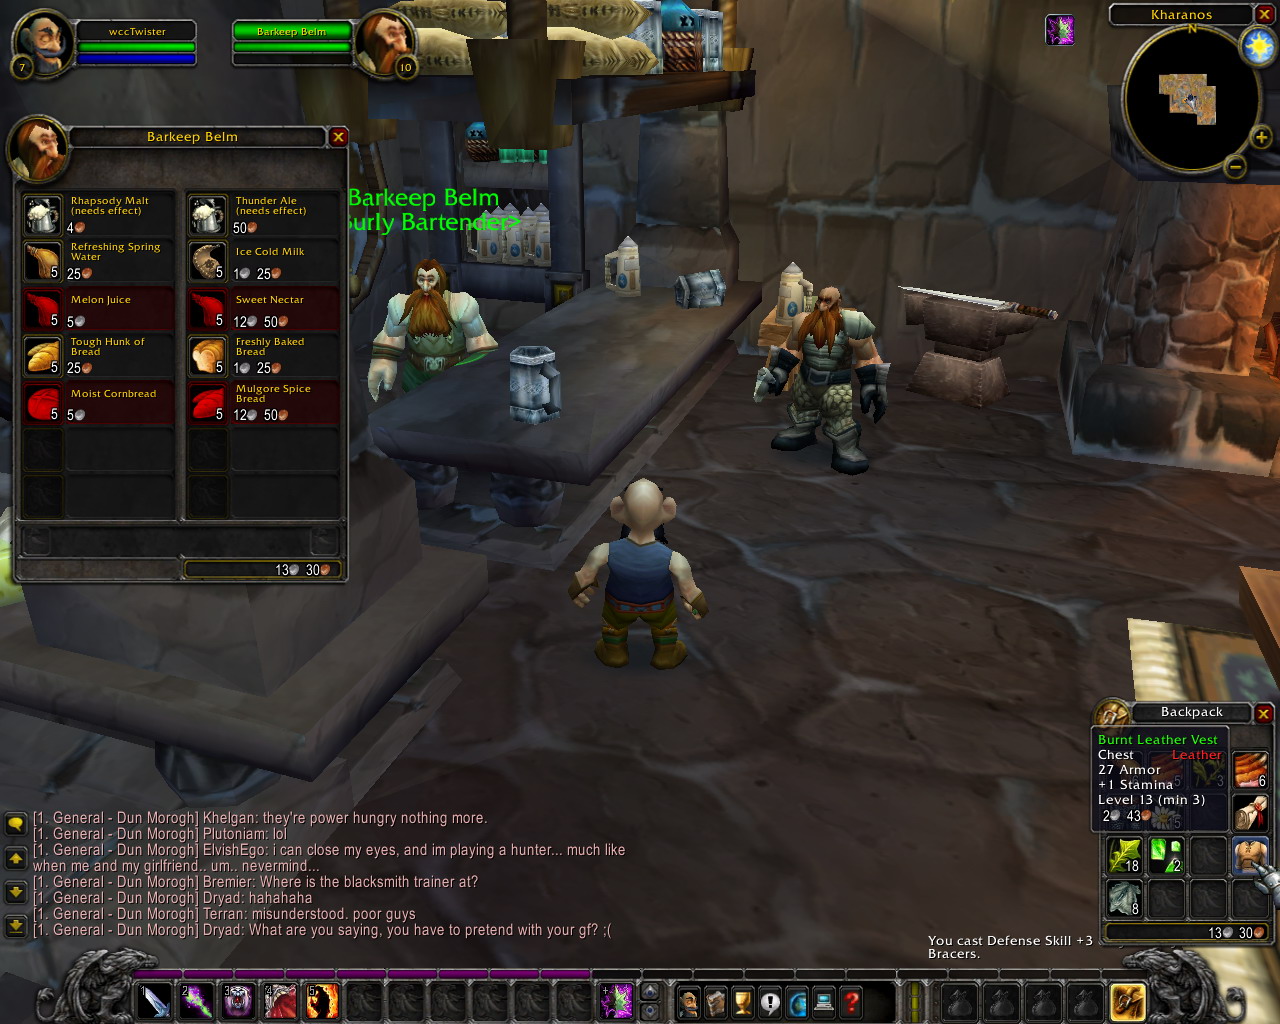 wccTwister
7
Barkeep Belm
10
Kharanos
N
Barkeep Belm
Rhapsody Malt
(needs effect)
4
Thunder Ale
(needs effect)
50
Refreshing Spring
Water
5
25
Ice Cold Milk
5
1 25
Melon Juice
5
5
Sweet Nectar
5
12 50
Tough Hunk of
Bread
5
25
Freshly Baked
Bread
5
1 25
Moist Cornbread
5
5
Mulgore Spice
Bread
5
12 50
13 30
Barkeep Belm
urly Bartender>
Backpack
Burnt Leather Vest
Chest Leather
27 Armor
+1 Stamina
Level 13 (min 3)
2 43
6
18
2
8
13 30
[1. General - Dun Morogh] Khelgan: they're power hungry nothing more.
[1. General - Dun Morogh] Plutoniam: lol
[1. General - Dun Morogh] ElvishEgo: i can close my eyes, and im playing a hunter... much like
when me and my girlfriend.. um.. nevermind...
[1. General - Dun Morogh] Bremier: Where is the blacksmith trainer at?
[1. General - Dun Morogh] Dryad: hahahaha
[1. General - Dun Morogh] Terran: misunderstood. poor guys
[1. General - Dun Morogh] Dryad: What are you saying, you have to pretend with your gf? ;(
You cast Defense Skill +3
Bracers.
1
2
3
4
5